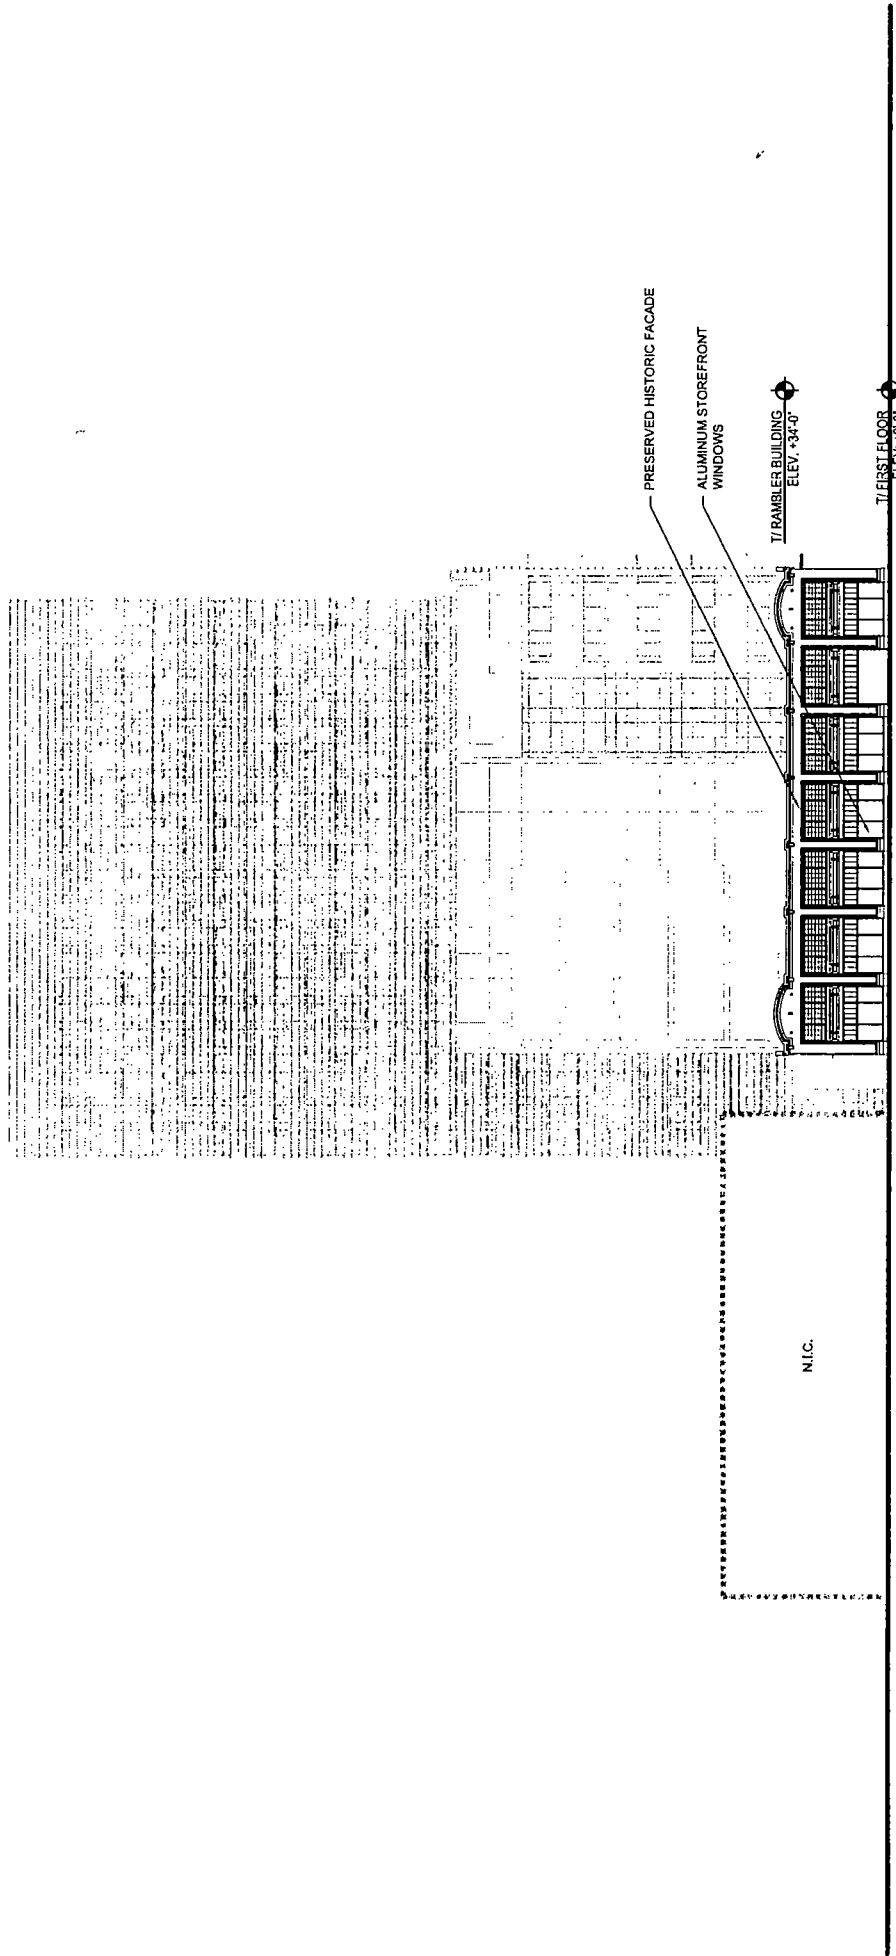 PRESERVED HISTORIC FACADE
ALUMINUM STOREFRONT
WINDOWS
T/ RAMBLER BUILDING
ELEV. +34'-0"
T/ FIRST FLOOR
N.I.C.